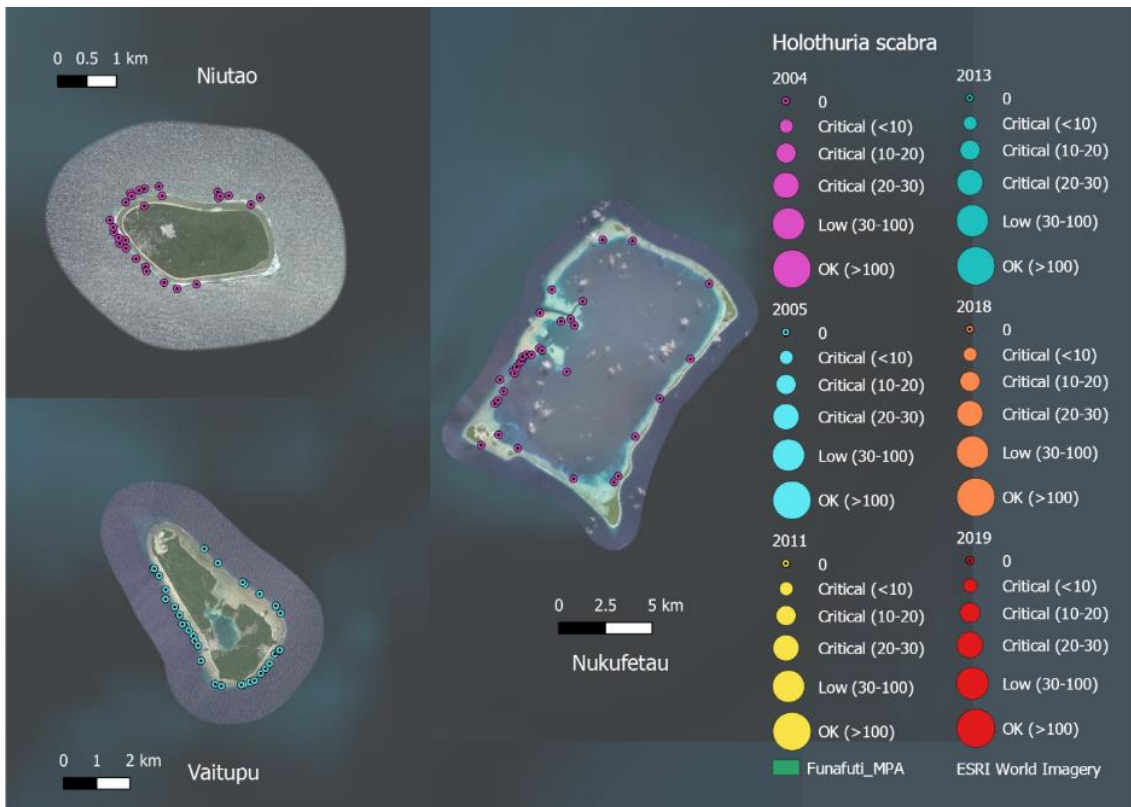 0 0.5 1 km
Niutao
0 1 2 km
Vaitupu
0 2.5 5 km
Nukufetau
Holothuria scabra
2004
0
Critical (<10)
Critical (10-20)
Critical (20-30)
Low (30-100)
OK (>100)
2005
0
Critical (<10)
Critical (10-20)
Critical (20-30)
Low (30-100)
OK (>100)
2011
0
Critical (<10)
Critical (10-20)
Critical (20-30)
Low (30-100)
OK (>100)
Funafuti_MPA
2013
0
Critical (<10)
Critical (10-20)
Critical (20-30)
Low (30-100)
OK (>100)
2018
0
Critical (<10)
Critical (10-20)
Critical (20-30)
Low (30-100)
OK (>100)
2019
0
Critical (<10)
Critical (10-20)
Critical (20-30)
Low (30-100)
OK (>100)
ESRI World Imagery